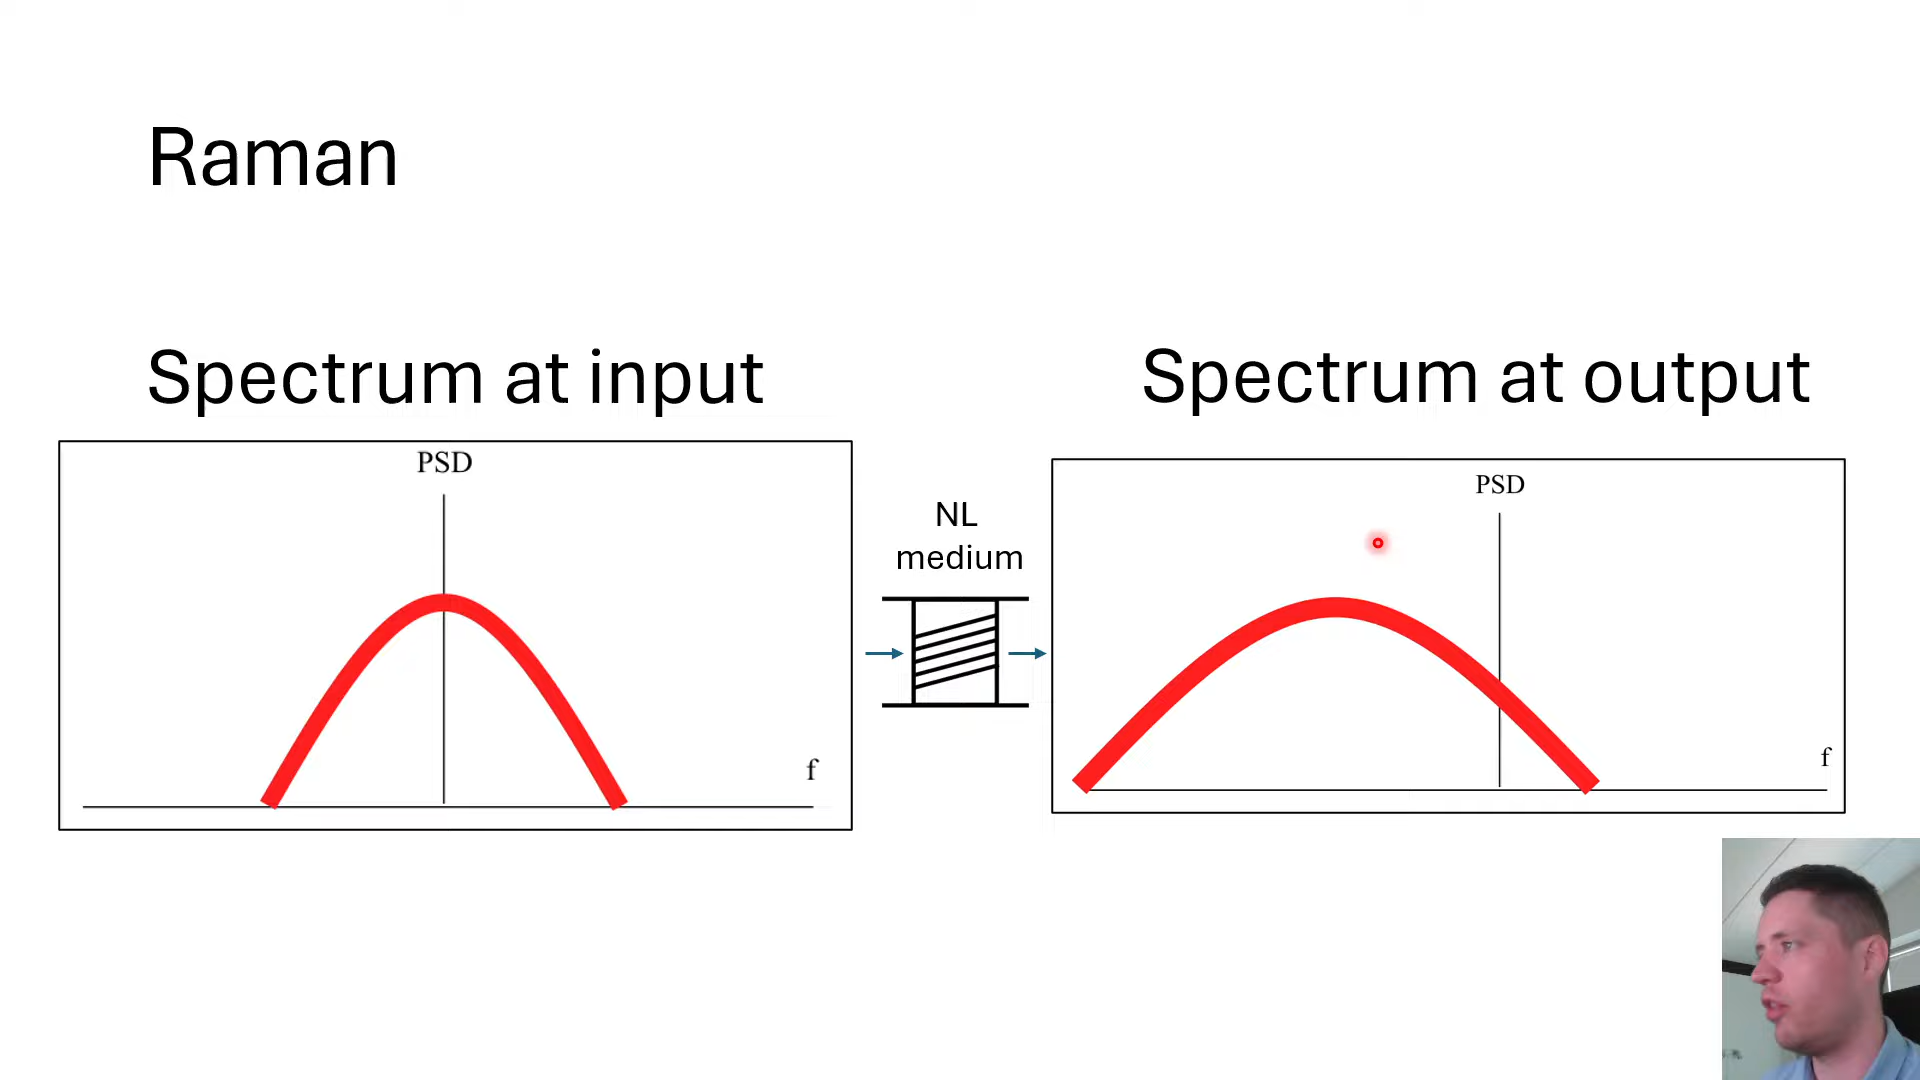 Raman
Spectrum at input
Spectrum at output
PSD
f
NL
medium
PSD
f